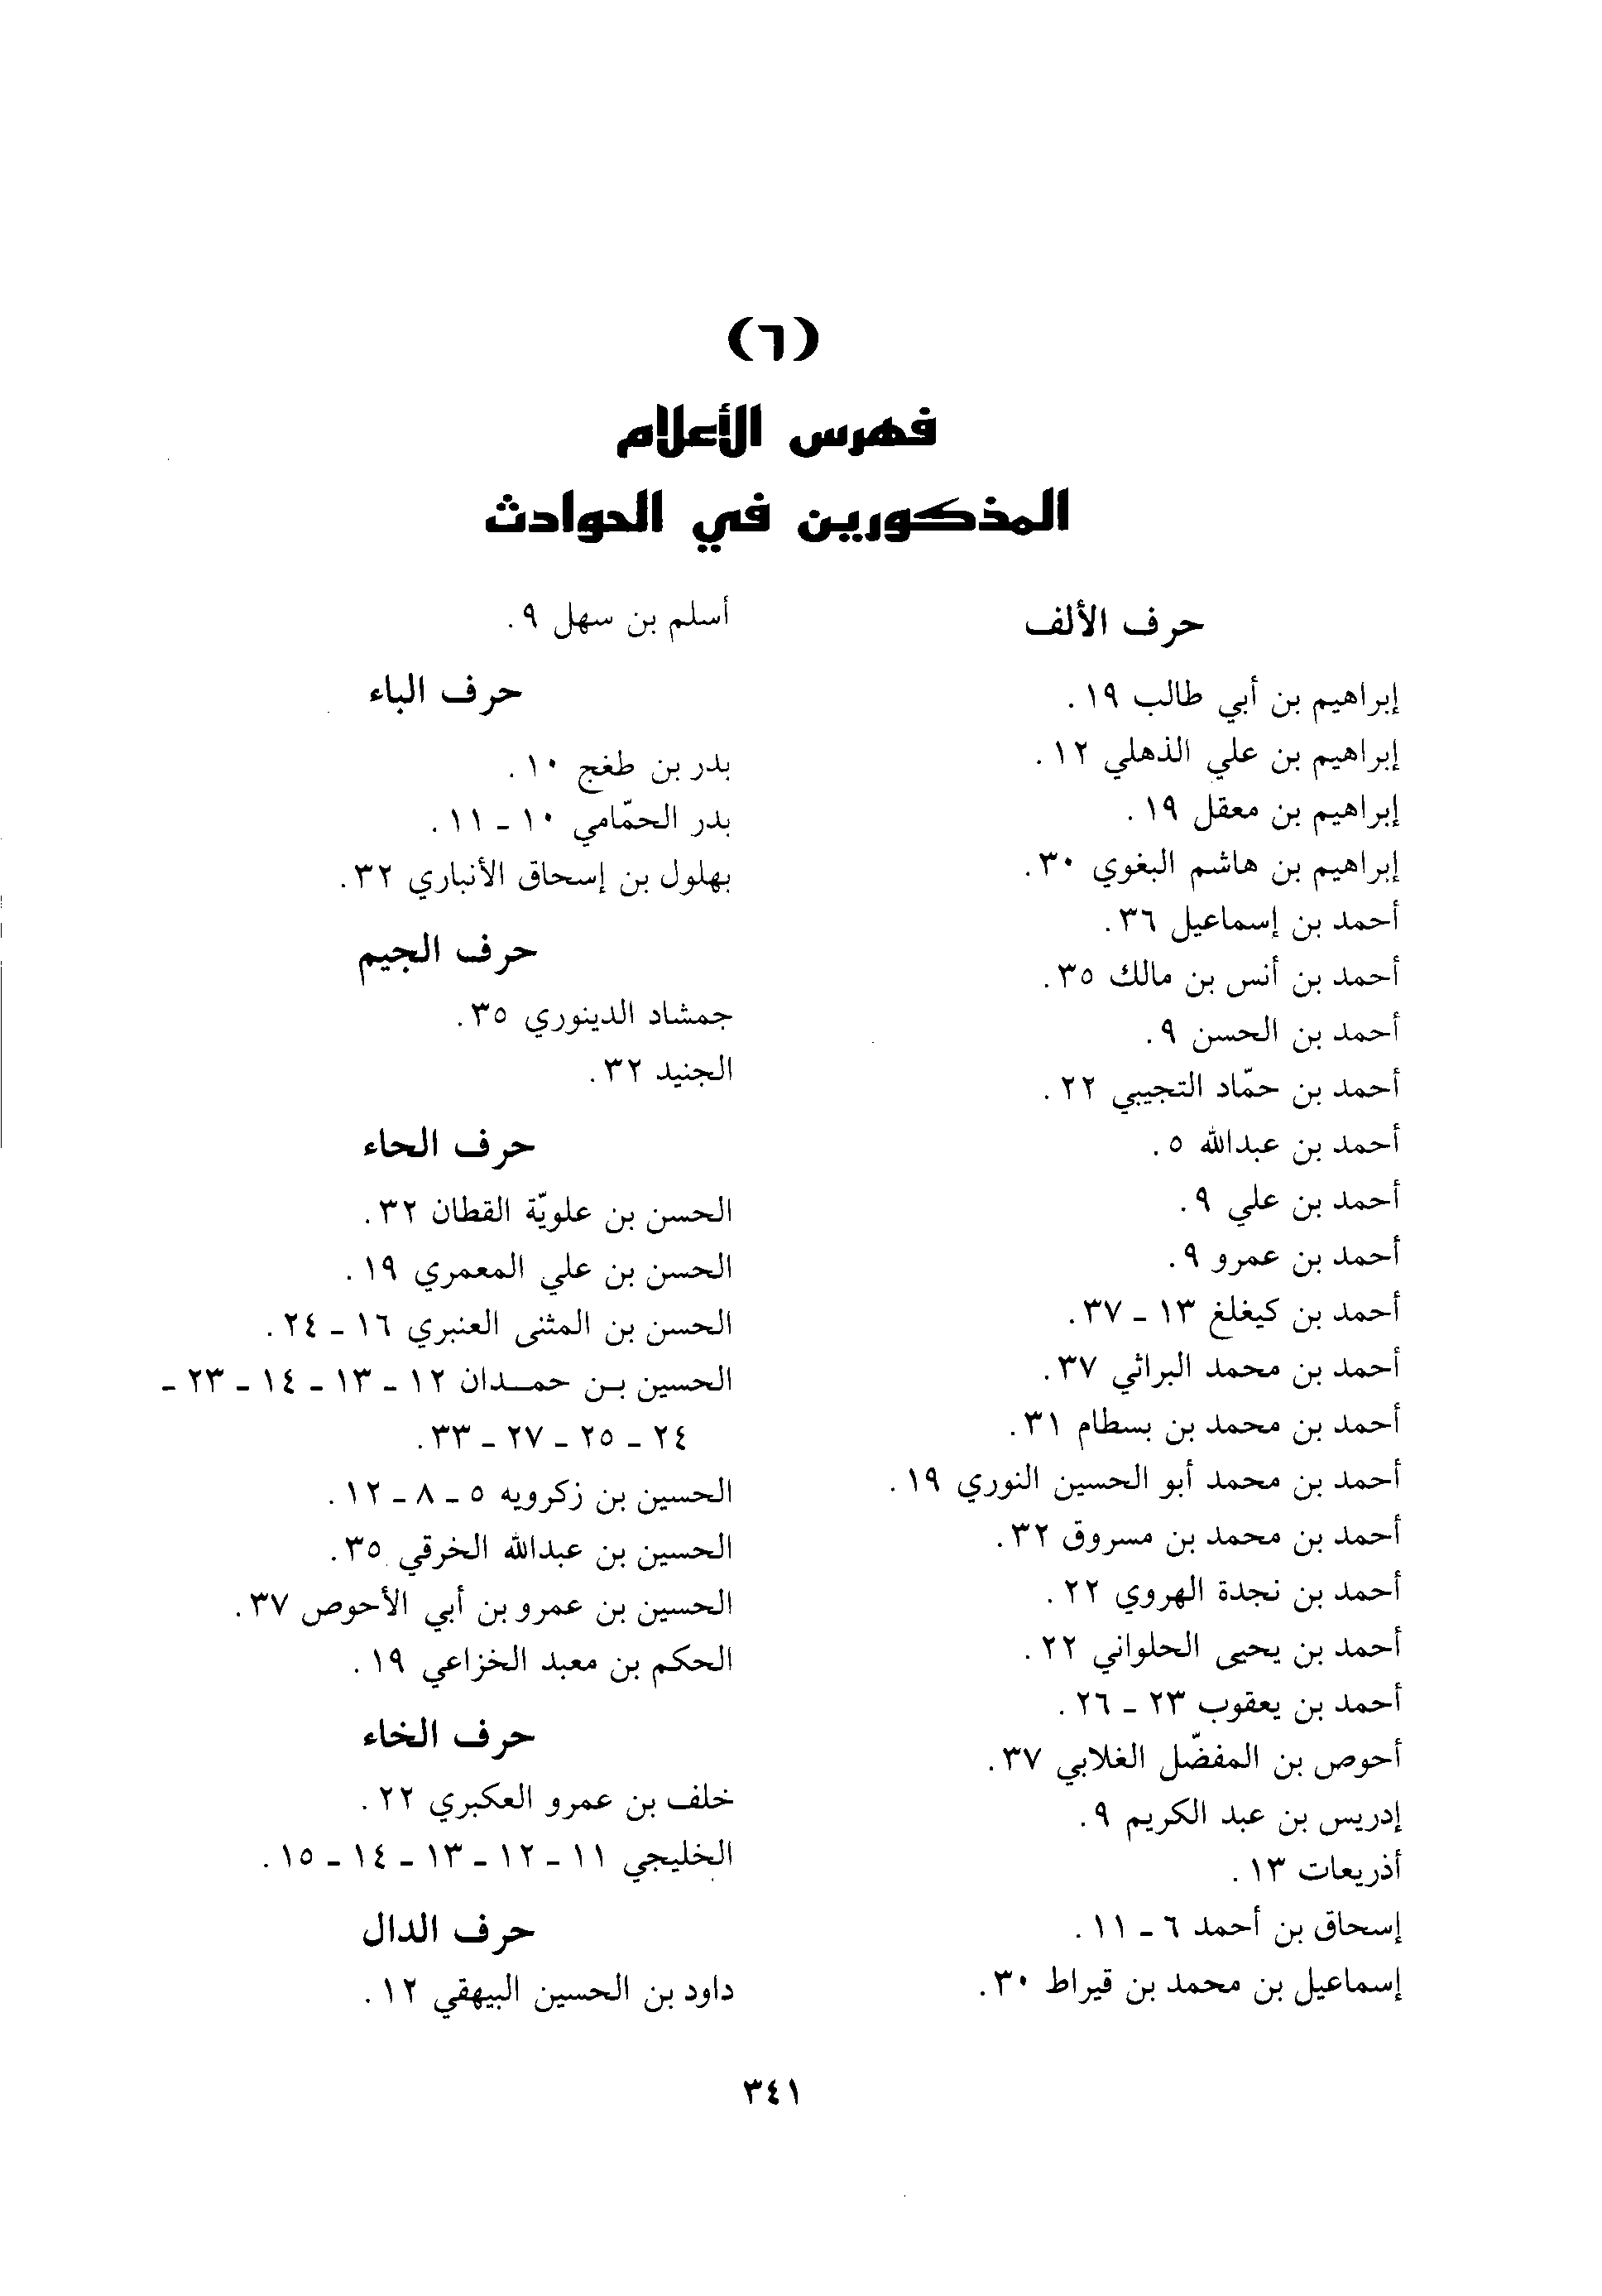 (٦)
فهرس الأعلام
المذكورين في الحوادث
حرف الألف
إبراهيم بن أبي طالب ١٩.
إبراهيم بن علي الذهلي ١٢.
إبراهيم بن معقل ١٩.
إبراهيم بن هاشم البغوي ٣٠.
أحمد بن إسماعيل ٣٦.
أحمد بن أنس بن مالك ٣٥.
أحمد بن الحسن ٩.
أحمد بن حمّاد التجيبي ٢٢.
أحمد بن عبدالله ٥.
أحمد بن علي ٩.
أحمد بن عمرو ٩.
أحمد بن كيغلغ ١٣ ـ ٣٧.
أحمد بن محمد البراثي ٣٧.
أحمد بن محمد بن بسطام ٣١.
أحمد بن محمد أبو الحسين النوري ١٩.
أحمد بن محمد بن مسروق ٣٢.
أحمد بن نجدة الهروي ٢٢.
أحمد بن يحيى الحلواني ٢٢.
أحمد بن يعقوب ٢٣ ـ ٢٦.
أحوص بن المفضّل الغلابي ٣٧.
إدريس بن عبد الكريم ٩.
أذريعات ١٣.
إسحاق بن أحمد ٦ ـ ١١.
إسماعيل بن محمد بن قيراط ٣٠.
أسلم بن سهل ٩.
حرف الباء
بدر بن طغج ١٠.
بدر الحمّامي ١٠ ـ ١١.
بهلول بن إسحاق الأنباري ٣٢.
حرف الجيم
جمشاد الدينوري ٣٥.
الجنيد ٣٢.
حرف الحاء
الحسن بن علويّة القطان ٣٢.
الحسن بن علي المعمري ١٩.
الحسن بن المثنى العنبري ١٦ ـ ٢٤.
الحسين بن حمدان ١٢ ـ ١٣ ـ ١٤ ـ ٢٣ ـ
٢٤ ـ ٢٥ ـ ٢٧ ـ ٣٣.
الحسين بن زكرويه ٥ ـ ٨ ـ ١٢.
الحسين بن عبدالله الخرقي ٣٥.
الحسين بن عمرو بن أبي الأحوص ٣٧.
الحكم بن معبد الخزاعي ١٩.
حرف الخاء
خلف بن عمرو العكبري ٢٢.
الخليجي ١١ ـ ١٢ ـ ١٣ ـ ١٤ ـ ١٥.
حرف الدال
داود بن الحسين البيهقي ١٢.
٣٤١